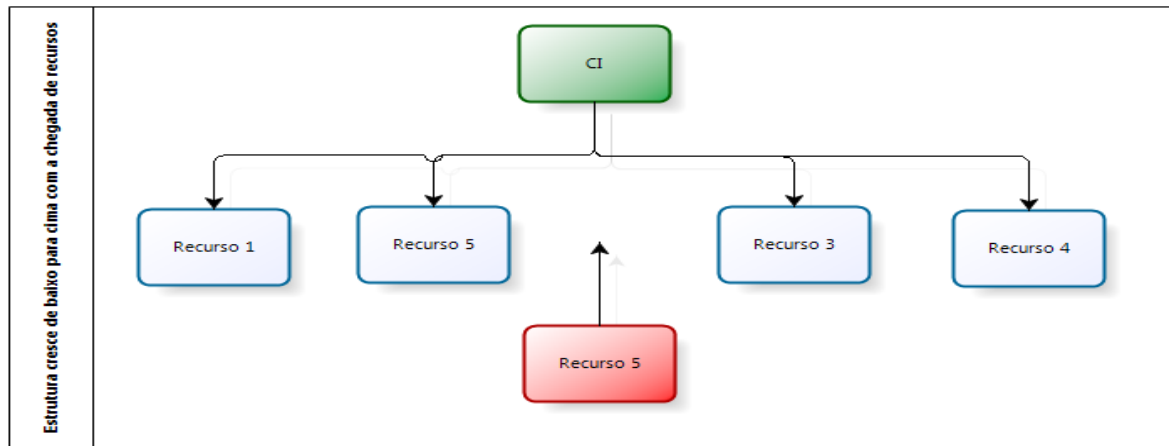 Estrutura cresce de baixo para cima com a chegada de recursos
CI
Recurso 1
Recurso 5
Recurso 3
Recurso 4
Recurso 5